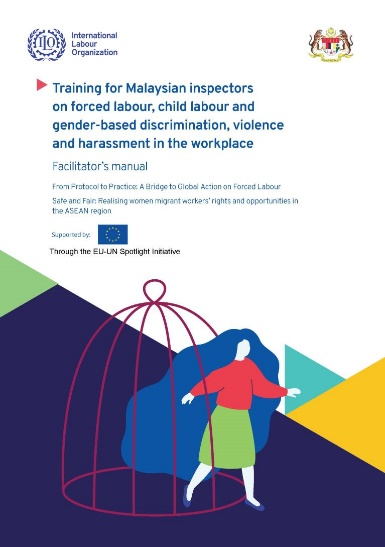 International
Labour
Organization
Training for Malaysian inspectors
on forced labour, child labour and
gender-based discrimination, violence
and harassment in the workplace
Facilitator's manual
From Protocol to Practice: A Bridge to Global Action on Forced Labour
Safe and Fair: Realising women migrant workers' rights and opportunities in
the ASEAN region
Supported by:
Through the EU-UN Spotlight Initiative